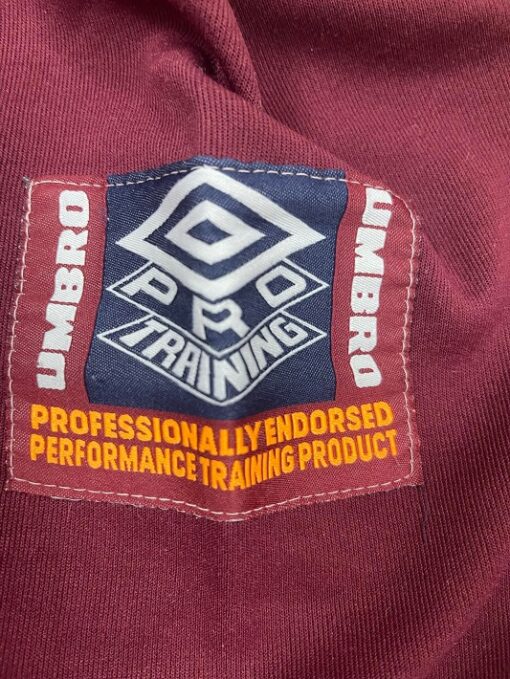 UMBRO
PRO
TRAINING
UMBRO
PROFESSIONALLY ENDORSED
PERFORMANCE TRAINING PRODUCT